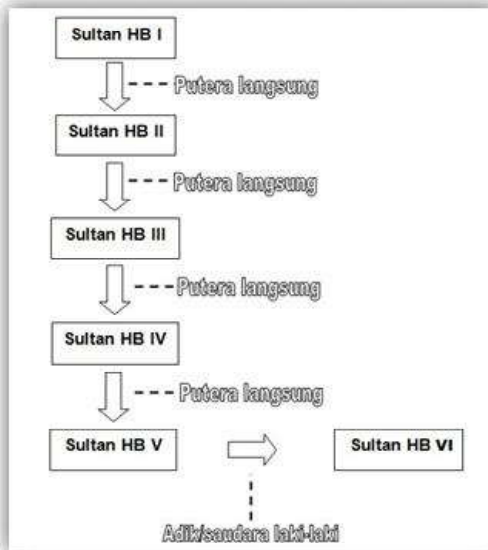 Sultan HB I
Putera langsung
Sultan HB II
Putera langsung
Sultan HB III
Putera langsung
Sultan HB IV
Putera langsung
Sultan HB V
Sultan HB VI
Adik/saudara laki-laki